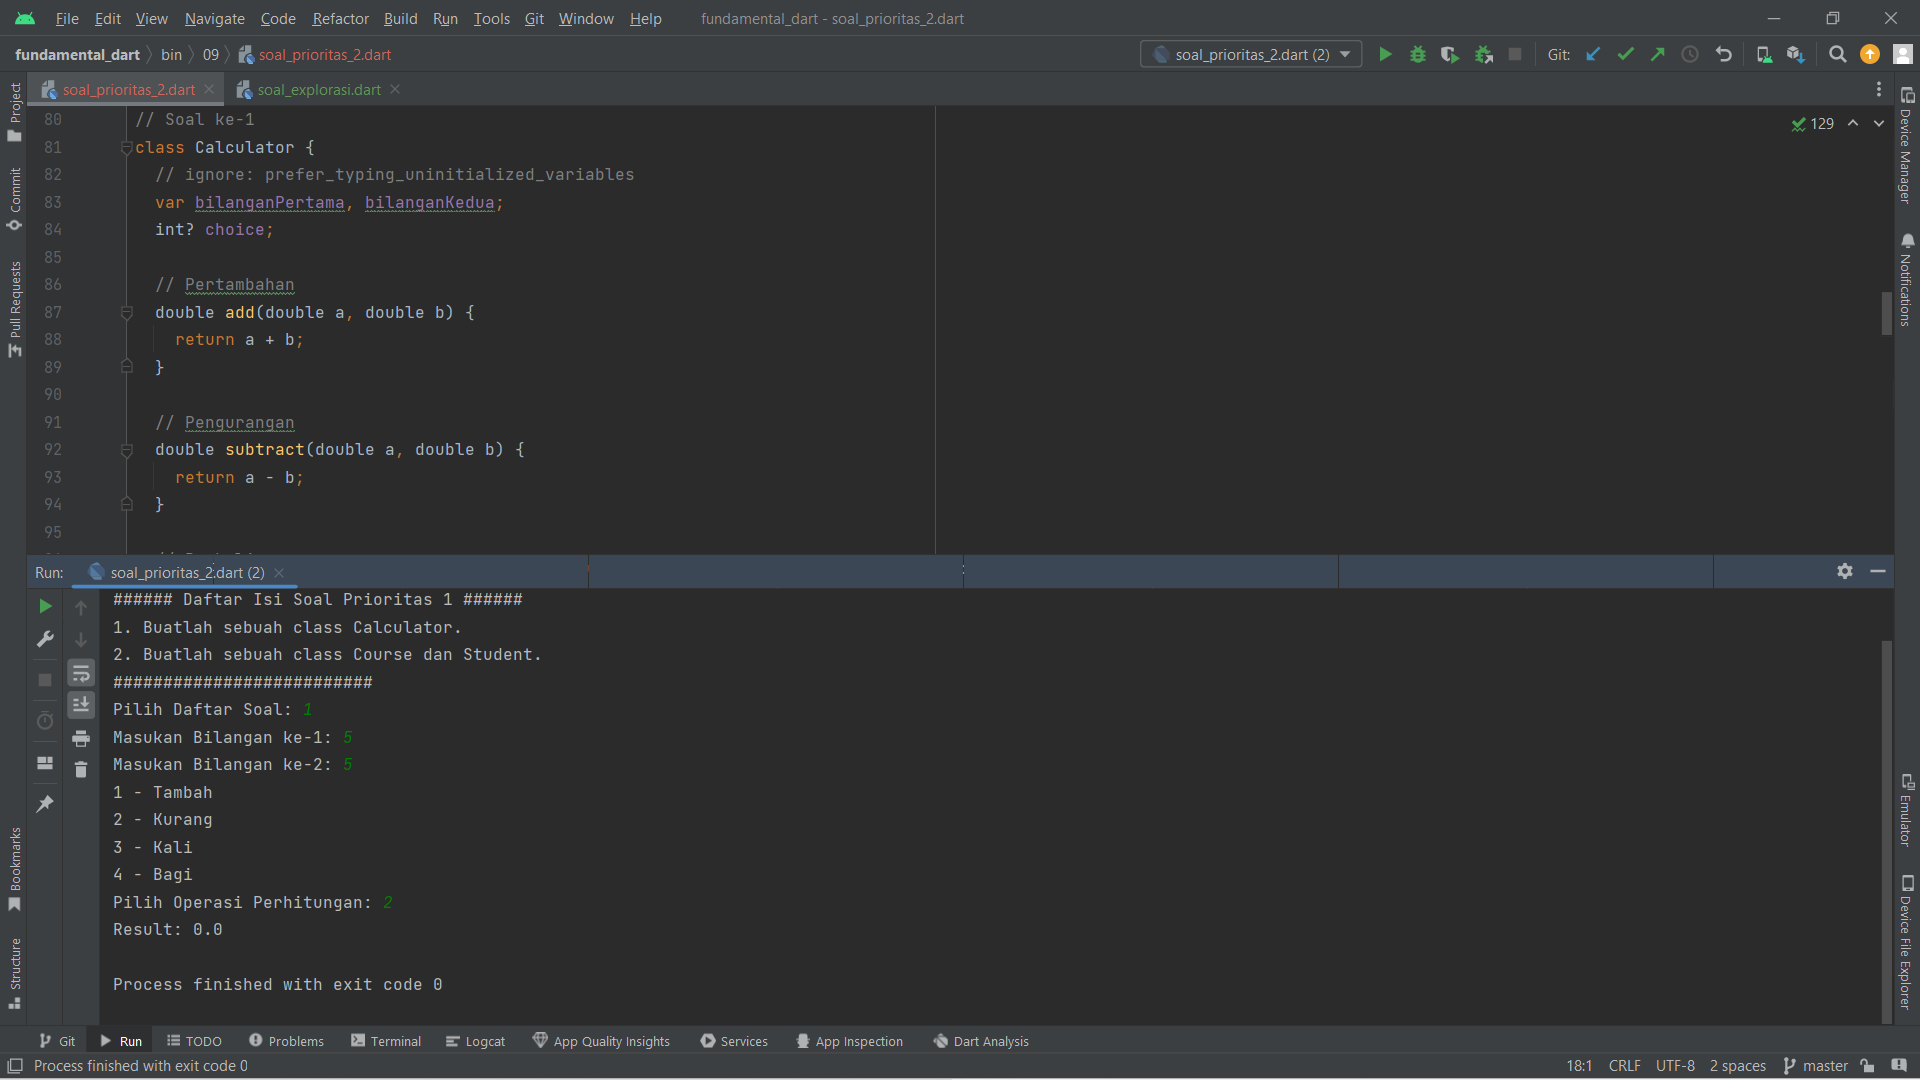 File Edit View Navigate Code Refactor Build Run Tools Git Window Help fundamental_dart - soal_prioritas_2.dart
fundamental_dart bin 09 soal_prioritas_2.dart soal_prioritas_2.dart (2) Git:
soal_prioritas_2.dart soal_explorasi.dart
80 // Soal ke-1
129
81 class Calculator {
82 // ignore: prefer_typing_uninitialized_variables
83 var bilanganPertama, bilanganKedua;
84 int? choice;
85
86 // Pertambahan
87 double add(double a, double b) {
88 return a + b;
89 }
90
91 // Pengurangan
92 double subtract(double a, double b) {
93 return a - b;
94 }
95
Run: soal_prioritas_2.dart (2)
###### Daftar Isi Soal Prioritas 1 ######
1. Buatlah sebuah class Calculator.
2. Buatlah sebuah class Course dan Student.
##########################
Pilih Daftar Soal: 1
Masukan Bilangan ke-1: 5
Masukan Bilangan ke-2: 5
1 - Tambah
2 - Kurang
3 - Kali
4 - Bagi
Pilih Operasi Perhitungan: 2
Result: 0.0
Process finished with exit code 0
Project
Commit
Pull Requests
Bookmarks
Structure
Device Manager
Notifications
Emulator
Device File Explorer
Git Run TODO Problems Terminal Logcat App Quality Insights Services App Inspection Dart Analysis
Process finished with exit code 0 18:1 CRLF UTF-8 2 spaces master